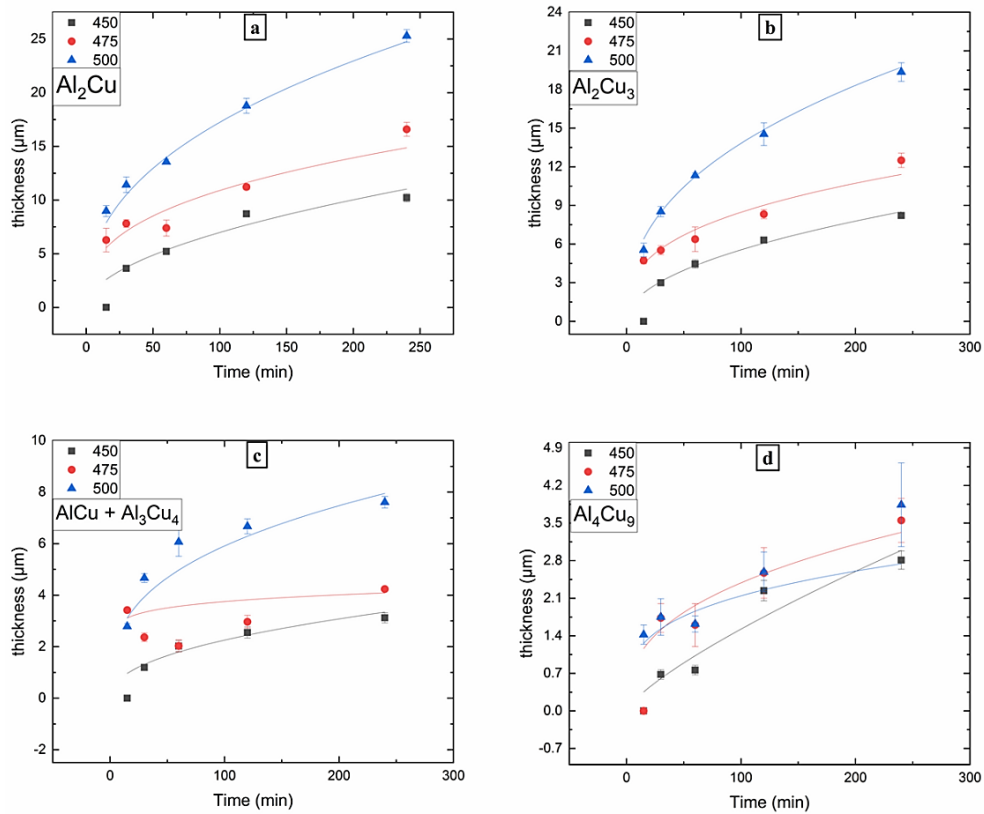 a
450
475
500
Al₂Cu
25
20
15
10
5
0
thickness (μm)
0 50 100 150 200 250
Time (min)
b
450
475
500
Al₂Cu₃
24
21
18
15
12
9
6
3
0
thickness (μm)
0 100 200 300
Time (min)
c
450
475
500
AlCu + Al₃Cu₄
10
8
6
4
2
0
-2
thickness (μm)
0 100 200 300
Time (min)
d
450
475
500
Al₄Cu₉
4.9
4.2
3.5
2.8
2.1
1.4
0.7
0.0
-0.7
thickness (μm)
0 100 200 300
Time (min)